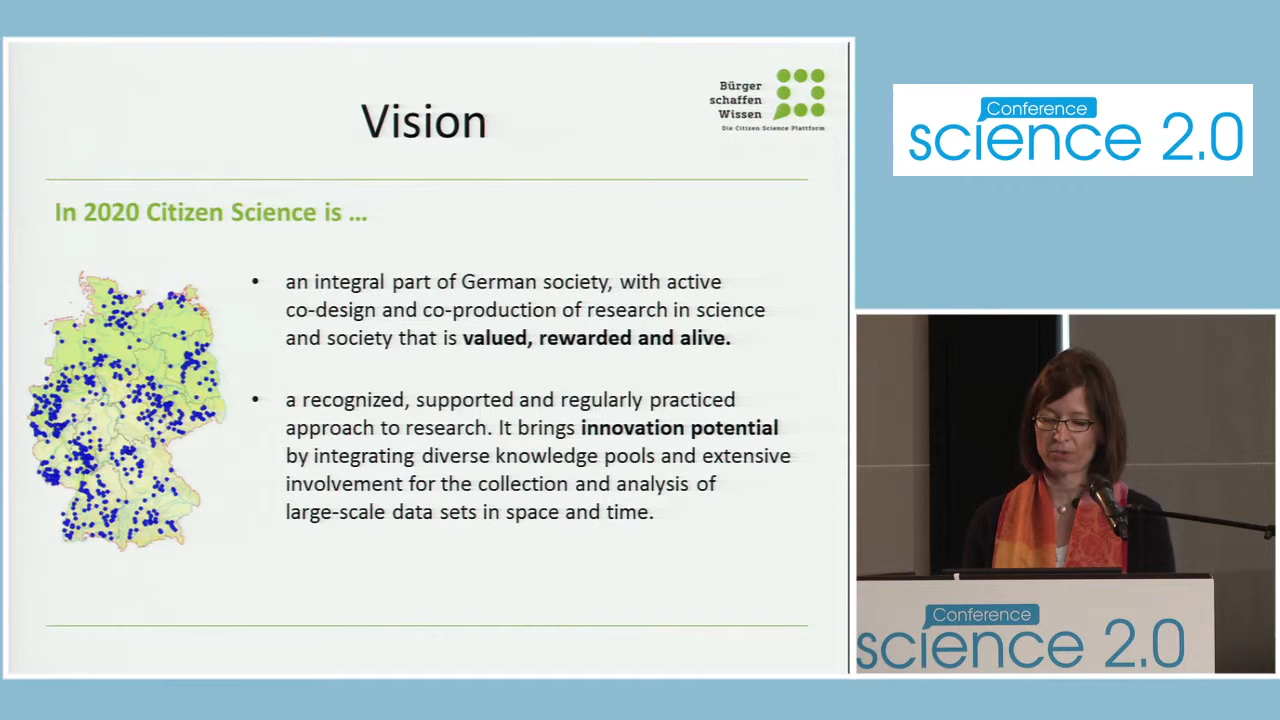 Vision
Bürger
schaffen
Wissen
Die Citizen Science Plattform
In 2020 Citizen Science is ...
• an integral part of German society, with active
co-design and co-production of research in science
and society that is valued, rewarded and alive.
• a recognized, supported and regularly practiced
approach to research. It brings innovation potential
by integrating diverse knowledge pools and extensive
involvement for the collection and analysis of
large-scale data sets in space and time.
Conference
science 2.0
Conference
science 2.0